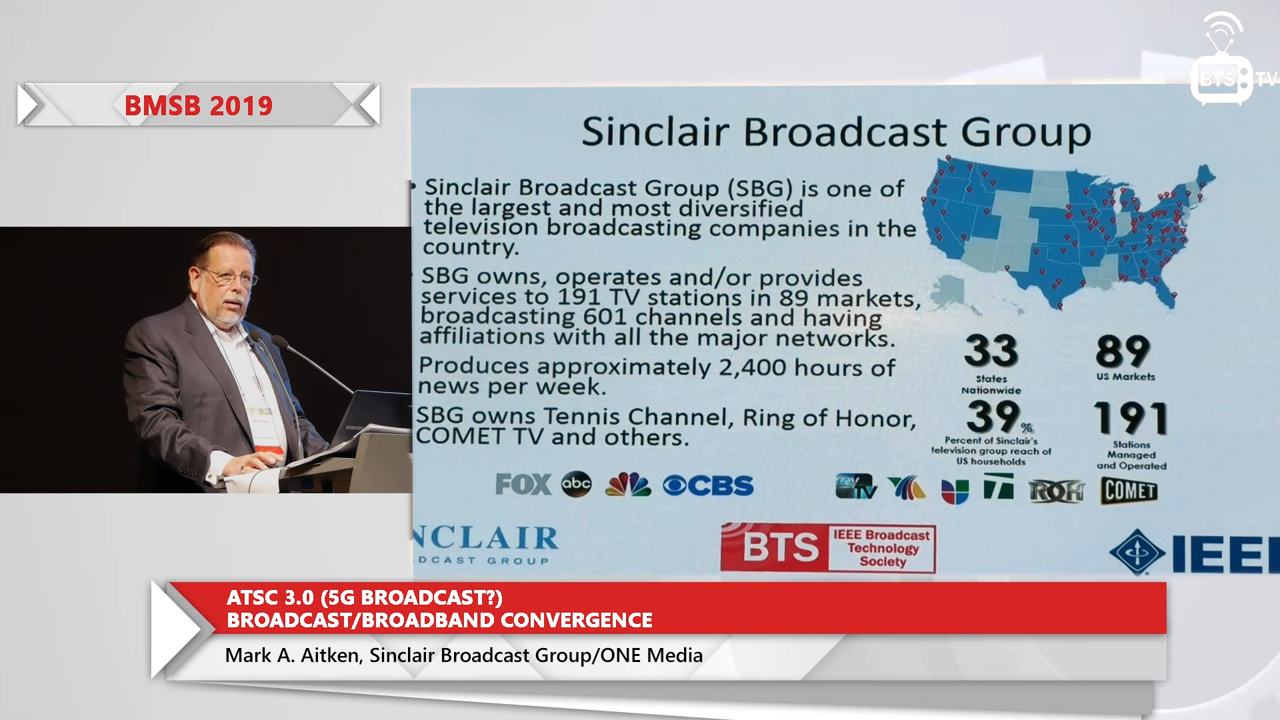 BTS TV
BMSB 2019
Sinclair Broadcast Group
• Sinclair Broadcast Group (SBG) is one of
the largest and most diversified
television broadcasting companies in the
country.
SBG owns, operates and/or provides
services to 191 TV stations in 89 markets,
broadcasting 601 channels and having
affiliations with all the major networks.
Produces approximately 2,400 hours of
news per week.
SBG owns Tennis Channel, Ring of Honor,
COMET TV and others.
33
States
Nationwide
89
US Markets
39%
Percent of Sinclair's
television group reach of
US households
191
Stations
Managed
and Operated
FOX abc CBS
TV ROH COMET
NCLAIR
DCAST GROUP
BTS IEEE Broadcast
Technology
Society
IEEE
ATSC 3.0 (5G BROADCAST?)
BROADCAST/BROADBAND CONVERGENCE
Mark A. Aitken, Sinclair Broadcast Group/ONE Media